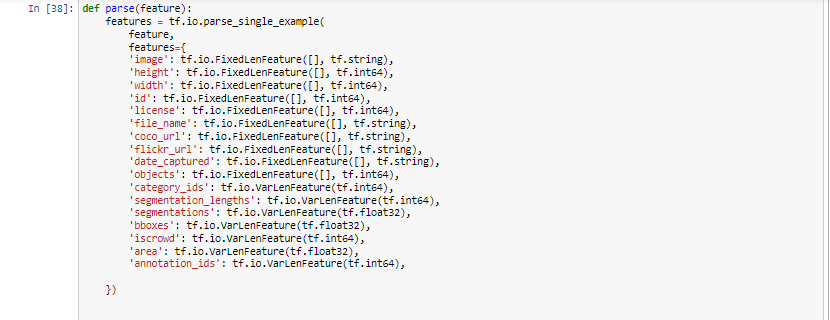 In [38]: def parse(feature):
features = tf.io.parse_single_example(
feature,
features={
'image': tf.io.FixedLenFeature([], tf.string),
'height': tf.io.FixedLenFeature([], tf.int64),
'width': tf.io.FixedLenFeature([], tf.int64),
'id': tf.io.FixedLenFeature([], tf.int64),
'license': tf.io.FixedLenFeature([], tf.int64),
'file_name': tf.io.FixedLenFeature([], tf.string),
'coco_url': tf.io.FixedLenFeature([], tf.string),
'flickr_url': tf.io.FixedLenFeature([], tf.string),
'date_captured': tf.io.FixedLenFeature([], tf.string),
'objects': tf.io.FixedLenFeature([], tf.int64),
'category_ids': tf.io.VarLenFeature(tf.int64),
'segmentation_lengths': tf.io.VarLenFeature(tf.int64),
'segmentations': tf.io.VarLenFeature(tf.float32),
'bboxes': tf.io.VarLenFeature(tf.float32),
'iscrowd': tf.io.VarLenFeature(tf.int64),
'area': tf.io.VarLenFeature(tf.float32),
'annotation_ids': tf.io.VarLenFeature(tf.int64),
})